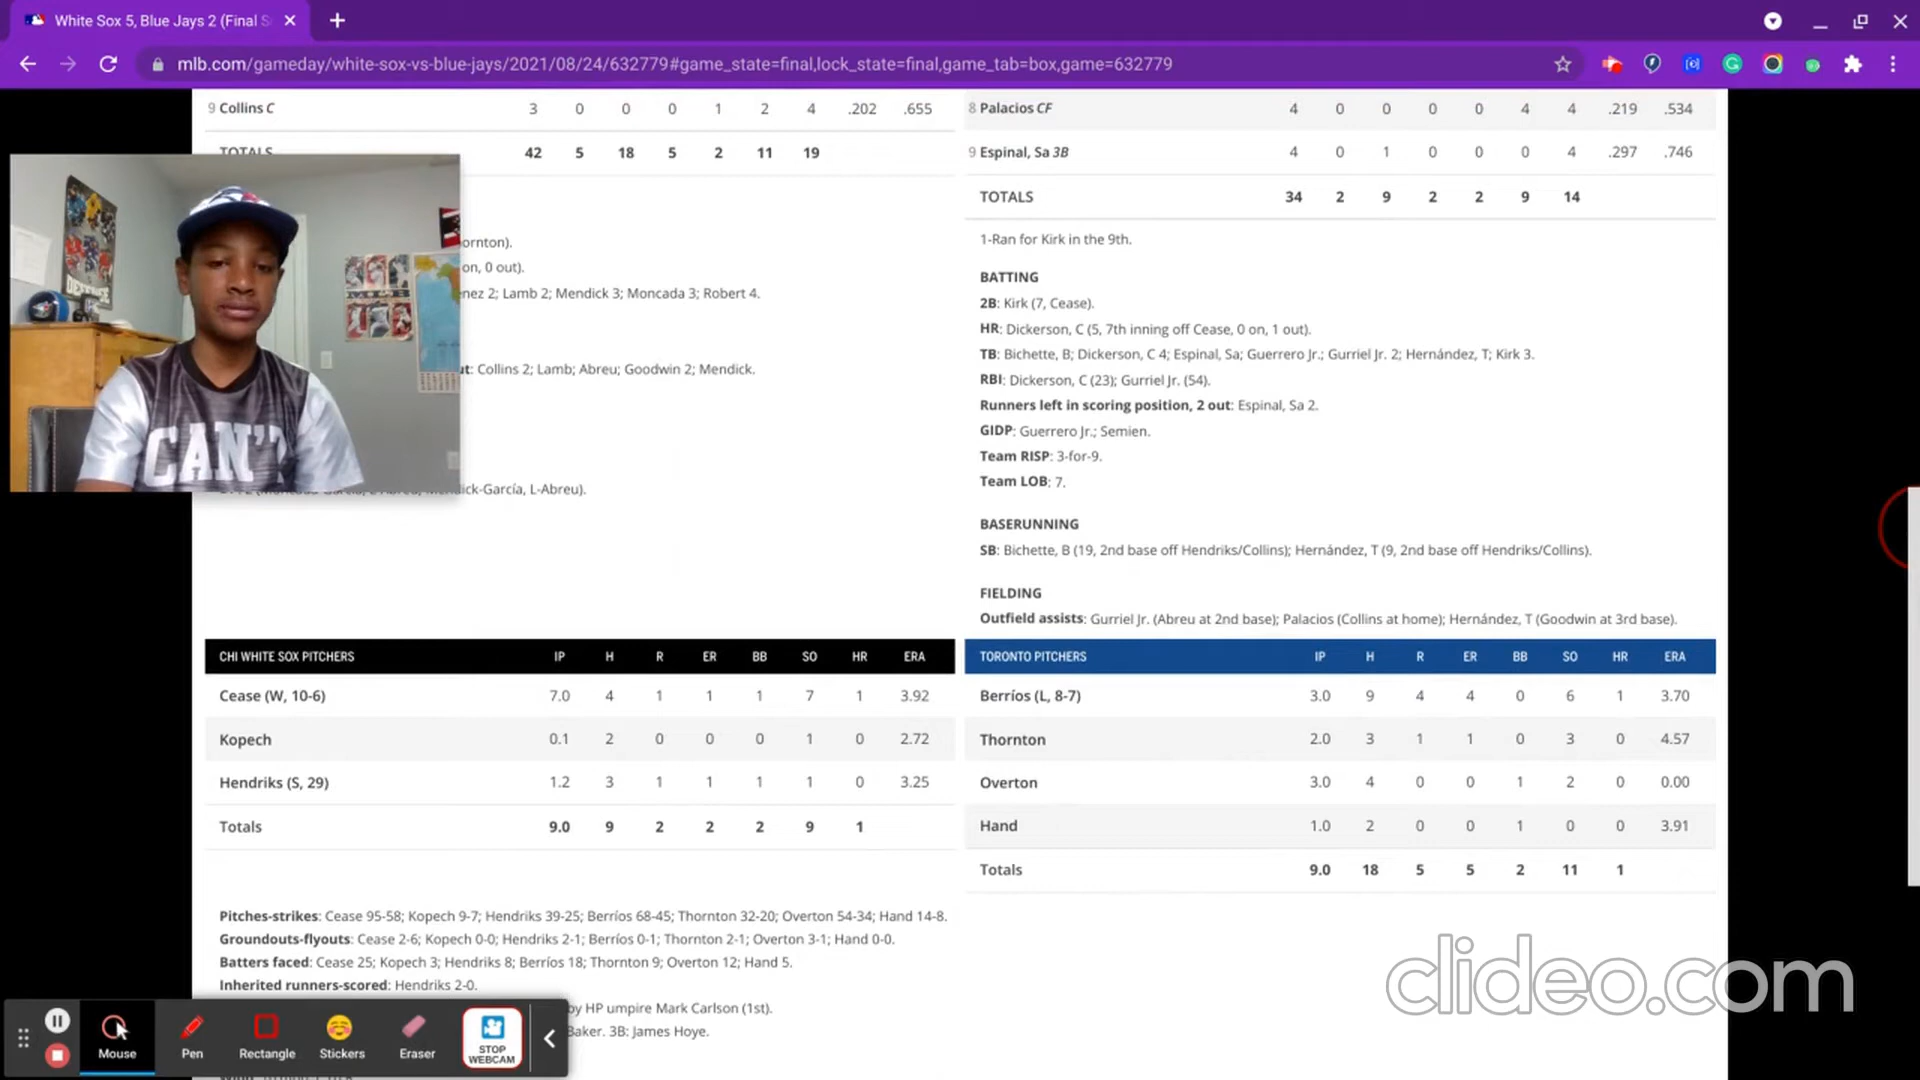 White Sox 5, Blue Jays 2 (Final S
mlb.com/gameday/white-sox-vs-blue-jays/2021/08/24/632779#game_state=final,lock_state=final,game_tab=box,game=632779
9 Collins C 3 0 0 0 1 2 4 .202 .655
TOTALS 42 5 18 5 2 11 19
ornton).
on, 0 out).
nez 2; Lamb 2; Mendick 3; Moncada 3; Robert 4.
ut: Collins 2; Lamb; Abreu; Goodwin 2; Mendick.
dick-García, L-Abreu).
DEFENSE
CAN'T
8 Palacios CF 4 0 0 0 0 4 4 .219 .534
9 Espinal, Sa 3B 4 0 1 0 0 0 4 .297 .746
TOTALS 34 2 9 2 2 9 14
1-Ran for Kirk in the 9th.
BATTING
2B: Kirk (7, Cease).
HR: Dickerson, C (5, 7th inning off Cease, 0 on, 1 out).
TB: Bichette, B; Dickerson, C 4; Espinal, Sa; Guerrero Jr.; Gurriel Jr. 2; Hernández, T; Kirk 3.
RBI: Dickerson, C (23); Gurriel Jr. (54).
Runners left in scoring position, 2 out: Espinal, Sa 2.
GIDP: Guerrero Jr.; Semien.
Team RISP: 3-for-9.
Team LOB: 7.
BASERUNNING
SB: Bichette, B (19, 2nd base off Hendriks/Collins); Hernández, T (9, 2nd base off Hendriks/Collins).
FIELDING
Outfield assists: Gurriel Jr. (Abreu at 2nd base); Palacios (Collins at home); Hernández, T (Goodwin at 3rd base).
CHI WHITE SOX PITCHERS IP H R ER BB SO HR ERA
Cease (W, 10-6) 7.0 4 1 1 1 7 1 3.92
Kopech 0.1 2 0 0 0 1 0 2.72
Hendriks (S, 29) 1.2 3 1 1 1 1 0 3.25
Totals 9.0 9 2 2 2 9 1
TORONTO PITCHERS IP H R ER BB SO HR ERA
Berríos (L, 8-7) 3.0 9 4 4 0 6 1 3.70
Thornton 2.0 3 1 1 0 3 0 4.57
Overton 3.0 4 0 0 1 2 0 0.00
Hand 1.0 2 0 0 1 0 0 3.91
Totals 9.0 18 5 5 2 11 1
Pitches-strikes: Cease 95-58; Kopech 9-7; Hendriks 39-25; Berríos 68-45; Thornton 32-20; Overton 54-34; Hand 14-8.
Groundouts-flyouts: Cease 2-6; Kopech 0-0; Hendriks 2-1; Berríos 0-1; Thornton 2-1; Overton 3-1; Hand 0-0.
Batters faced: Cease 25; Kopech 3; Hendriks 8; Berríos 18; Thornton 9; Overton 12; Hand 5.
Inherited runners-scored: Hendriks 2-0.
by HP umpire Mark Carlson (1st).
Baker. 3B: James Hoye.
Mouse Pen Rectangle Stickers Eraser STOP WEBCAM
clideo.com